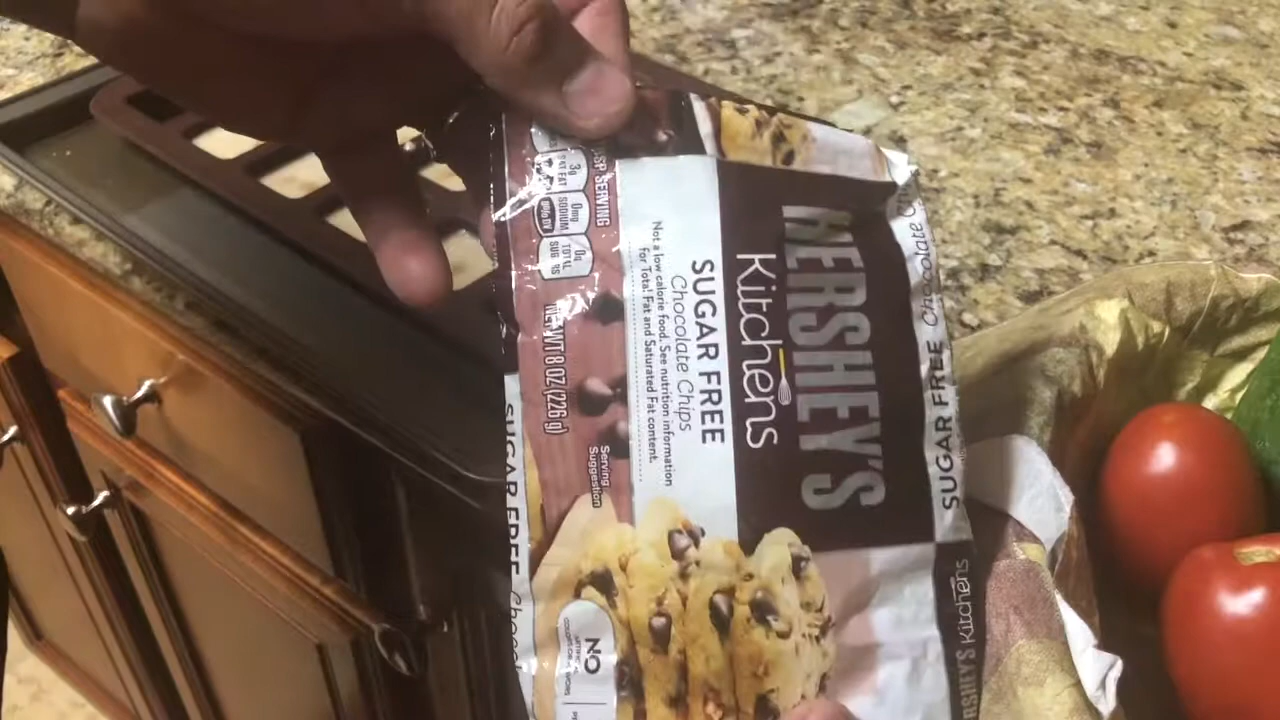 HERSHEY'S
Kitchens
SUGAR FREE
Chocolate Chips
Not a low calorie food. See nutrition information
for Total Fat and Saturated Fat content.
SERVING
3g
SAT FAT
0mg
SODIUM
0g
TOTAL
SUGARS
NET WT 8 OZ (226 g)
Serving
Suggestion
NO
ARTIFICIAL
SUGAR FREE Chocolate
HERSHEY'S Kitchens
SUGAR FREE